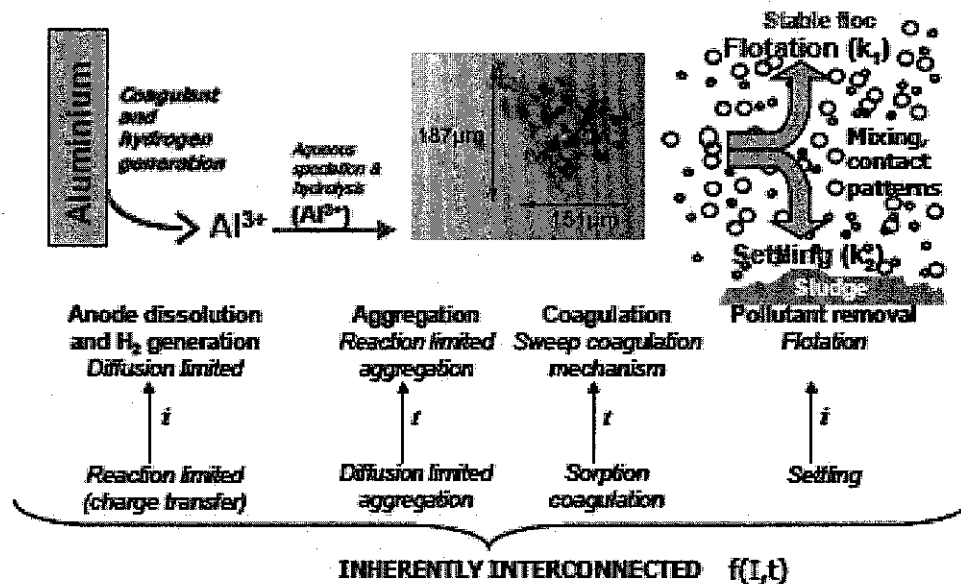 Aluminium
Coagulant
and
hydrogen
generation
Al³⁺
Aqueous
speciation &
hydrolysis
(Al³⁺)
187µm
151µm
Stable floc
Flotation (k₁)
Mixing,
contact
patterns
Settling (k₂)
Sludge
Anode dissolution
and H₂ generation
Diffusion limited
Aggregation
Reaction limited
aggregation
Coagulation
Sweep coagulation
mechanism
Pollutant removal
Flotation
i
t
t
i
Reaction limited
(charge transfer)
Diffusion limited
aggregation
Sorption
coagulation
Settling
INHERENTLY INTERCONNECTED f(I,t)